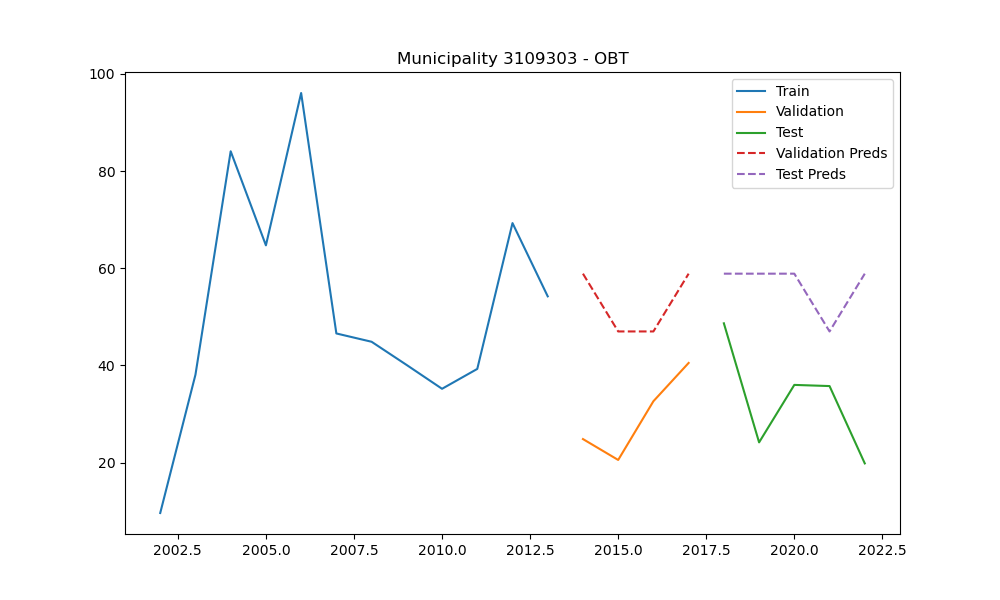 Municipality 3109303 - OBT
Train
Validation
Test
Validation Preds
Test Preds
100
80
60
40
20
2002.5 2005.0 2007.5 2010.0 2012.5 2015.0 2017.5 2020.0 2022.5